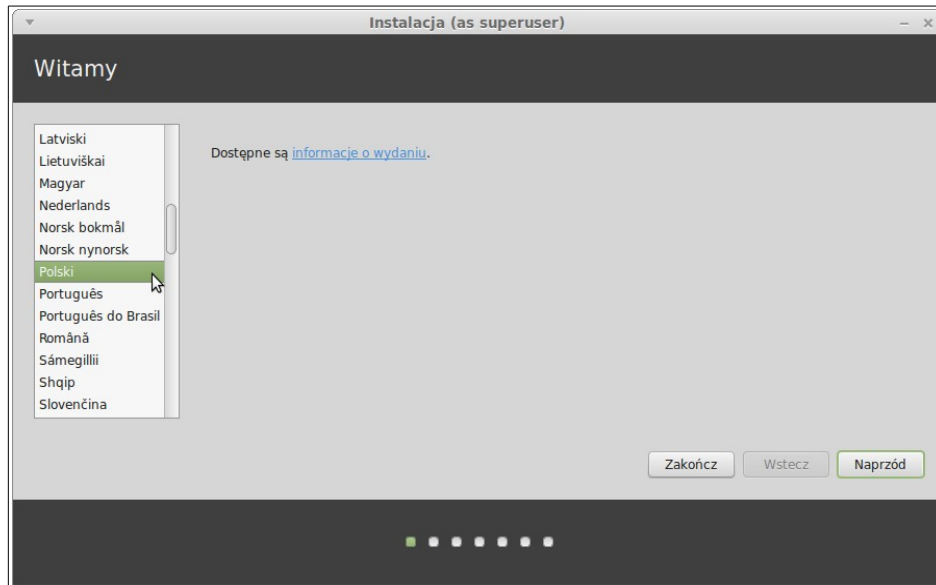 Instalacja (as superuser)
Witamy
Latviski
Lietuviškai
Magyar
Nederlands
Norsk bokmål
Norsk nynorsk
Polski
Português
Português do Brasil
Română
Sámegillii
Shqip
Slovenčina
Dostępne są informacje o wydaniu.
Zakończ
Wstecz
Naprzód